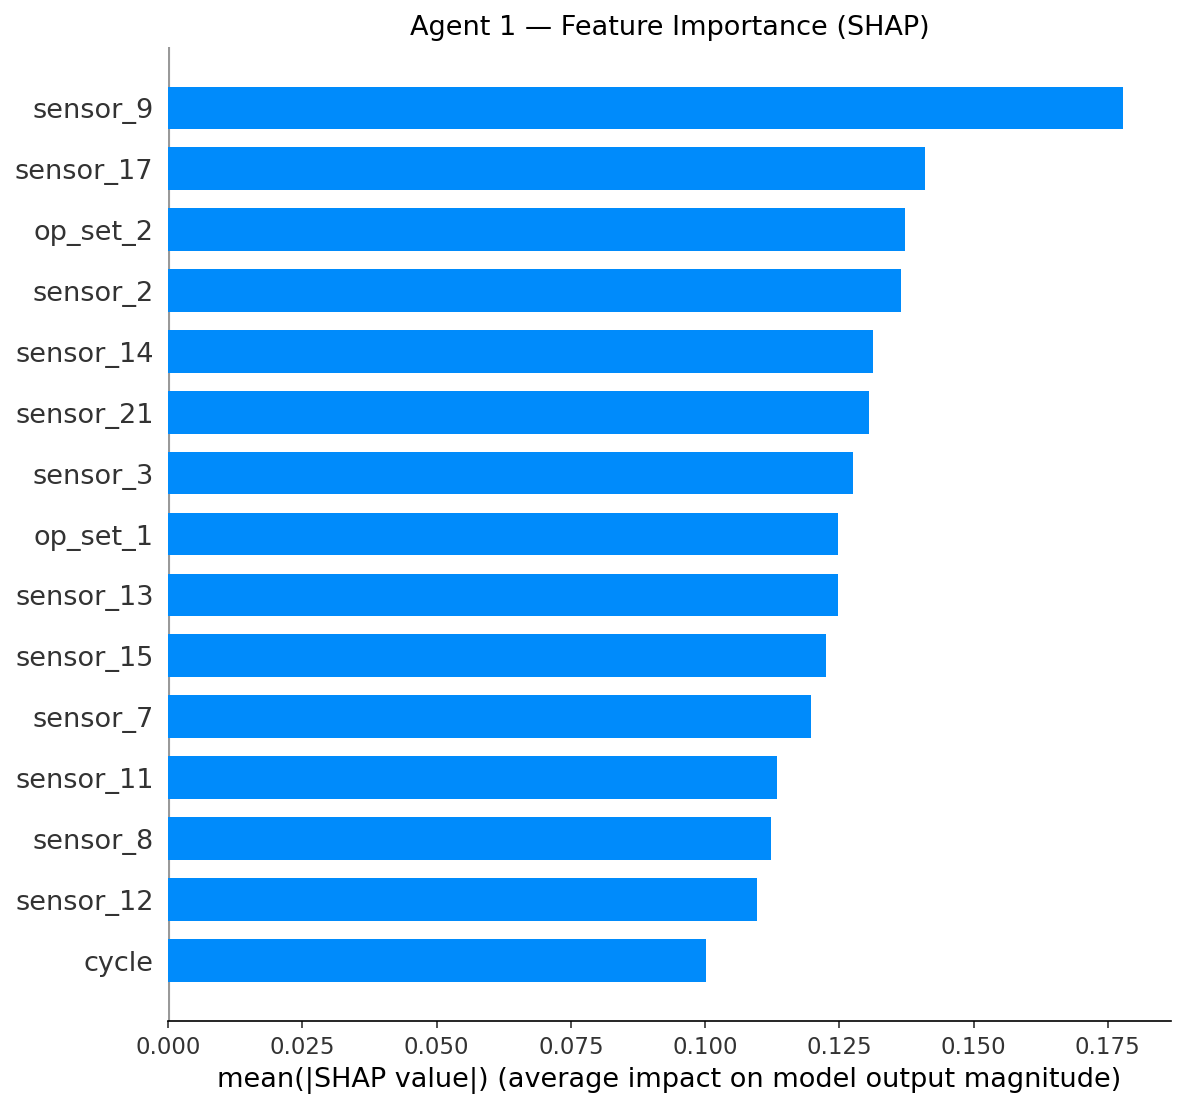 Agent 1 — Feature Importance (SHAP)
sensor_9
sensor_17
op_set_2
sensor_2
sensor_14
sensor_21
sensor_3
op_set_1
sensor_13
sensor_15
sensor_7
sensor_11
sensor_8
sensor_12
cycle
0.000 0.025 0.050 0.075 0.100 0.125 0.150 0.175
mean(|SHAP value|) (average impact on model output magnitude)